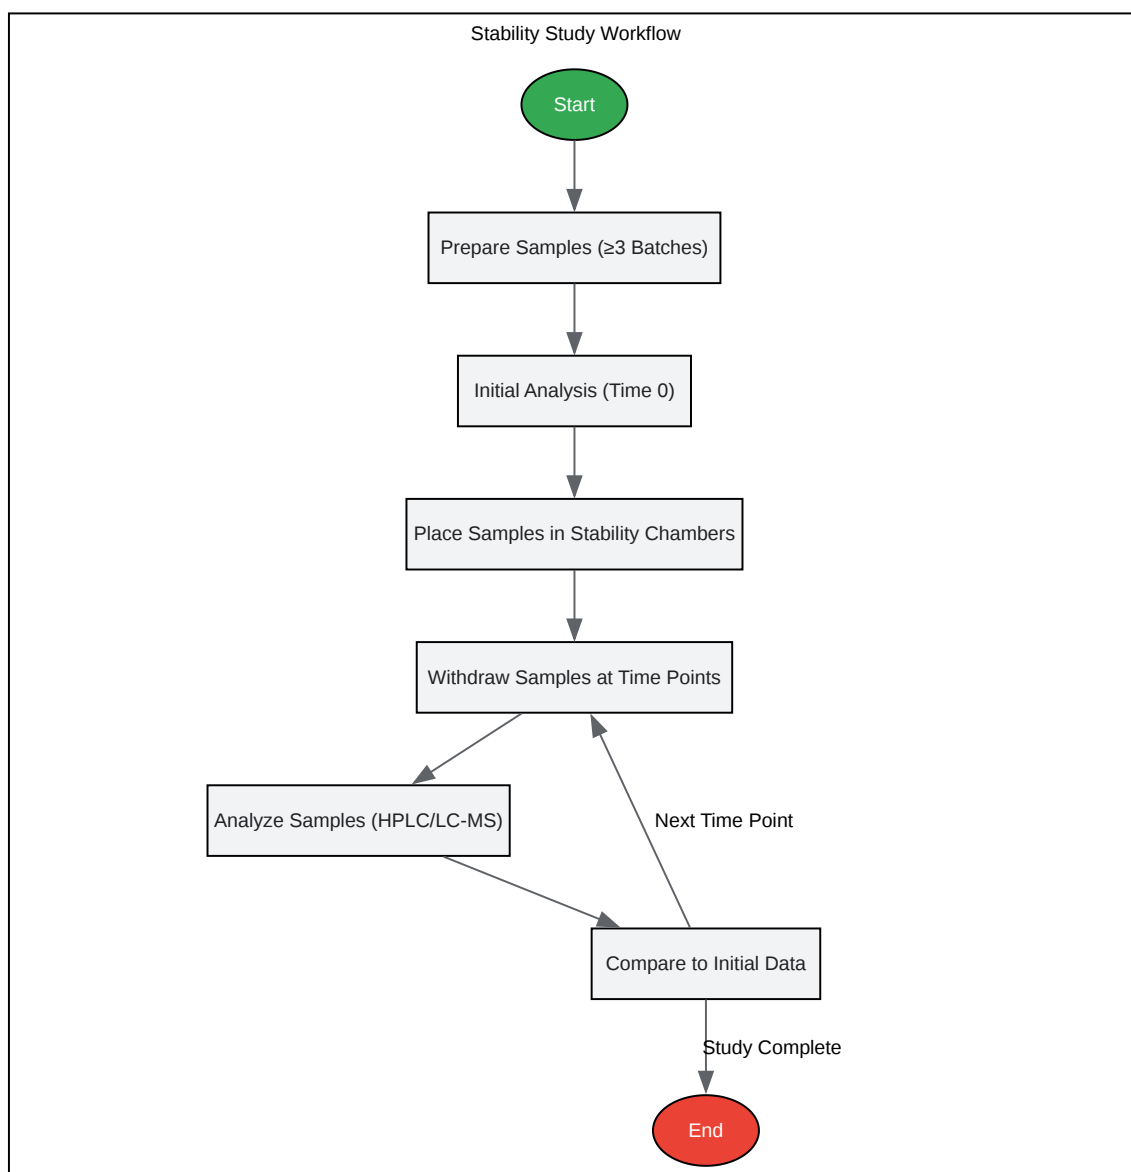 Stability Study Workflow
Start
Prepare Samples (≥3 Batches)
Initial Analysis (Time 0)
Place Samples in Stability Chambers
Withdraw Samples at Time Points
Analyze Samples (HPLC/LC-MS)
Next Time Point
Compare to Initial Data
Study Complete
End